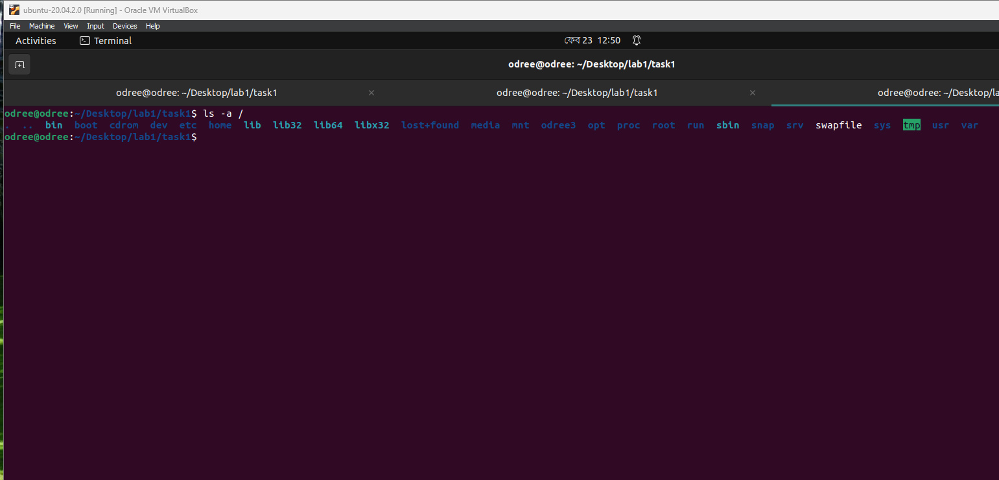 ubuntu-20.04.2.0 [Running] - Oracle VM VirtualBox
File Machine View Input Devices Help
Activities Terminal ফেব 23 12:50
odree@odree: ~/Desktop/lab1/task1
odree@odree: ~/Desktop/lab1/task1 × odree@odree: ~/Desktop/lab1/task1 × odree@odree: ~/Desktop/la
odree@odree:~/Desktop/lab1/task1$ ls -a /
. .. bin boot cdrom dev etc home lib lib32 lib64 libx32 lost+found media mnt odree3 opt proc root run sbin snap srv swapfile sys tmp usr var
odree@odree:~/Desktop/lab1/task1$